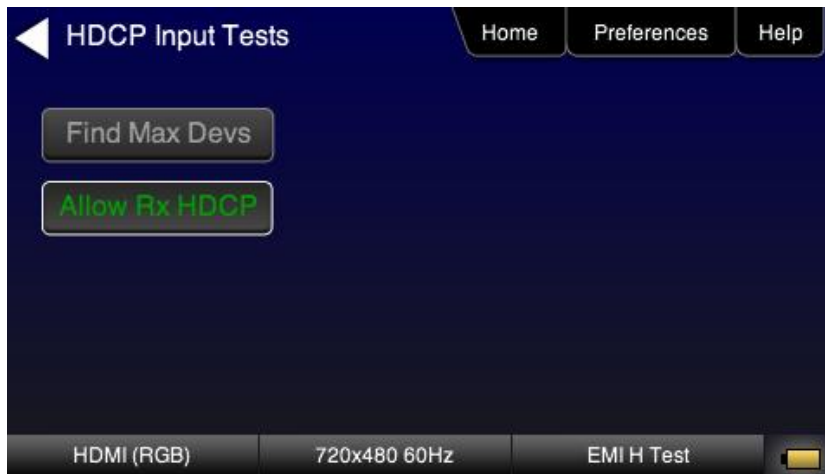 HDCP Input Tests
Home
Preferences
Help
Find Max Devs
Allow Rx HDCP
HDMI (RGB)
720x480 60Hz
EMI H Test